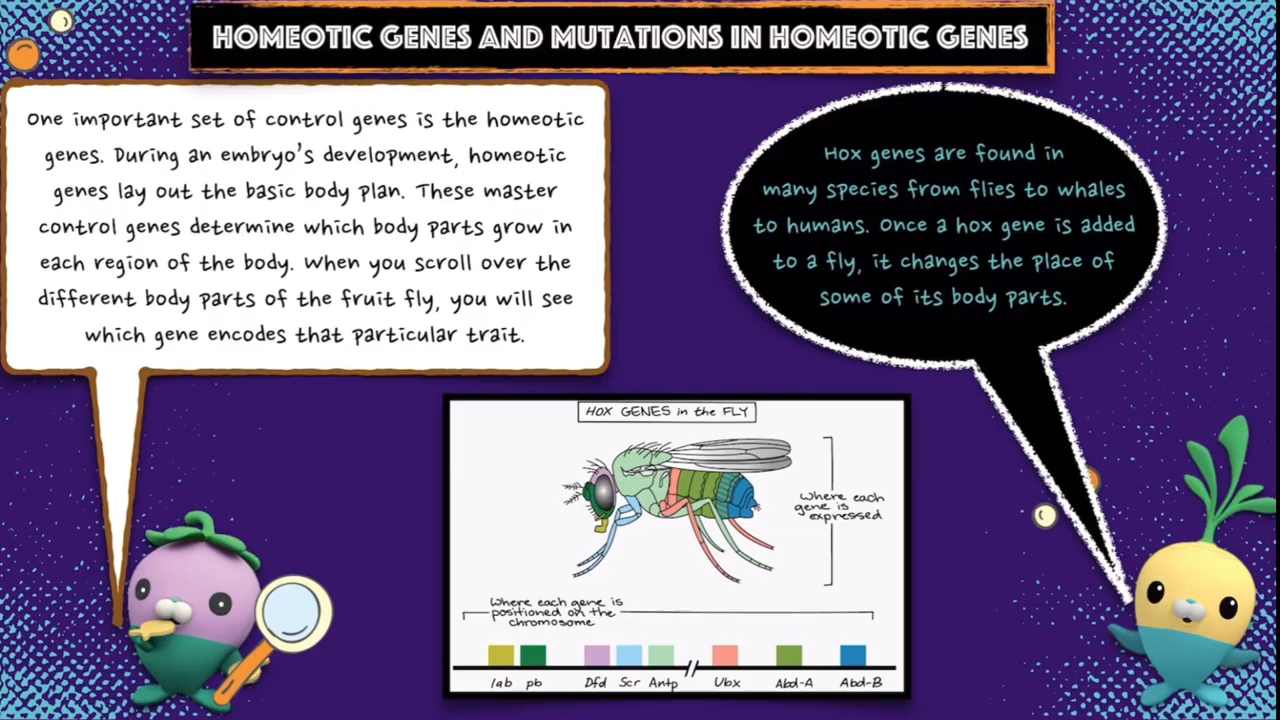 HOMEOTIC GENES AND MUTATIONS IN HOMEOTIC GENES
One important set of control genes is the homeotic
genes. During an embryo's development, homeotic
genes lay out the basic body plan. These master
control genes determine which body parts grow in
each region of the body. When you scroll over the
different body parts of the fruit fly, you will see
which gene encodes that particular trait.
Hox genes are found in
many species from flies to whales
to humans. Once a hox gene is added
to a fly, it changes the place of
some of its body parts.
HOX GENES in the FLY
Where each
gene is
expressed
Where each gene is
positioned on the
chromosome
lab pb Dfd Scr Antp Ubx Abd-A Abd-B